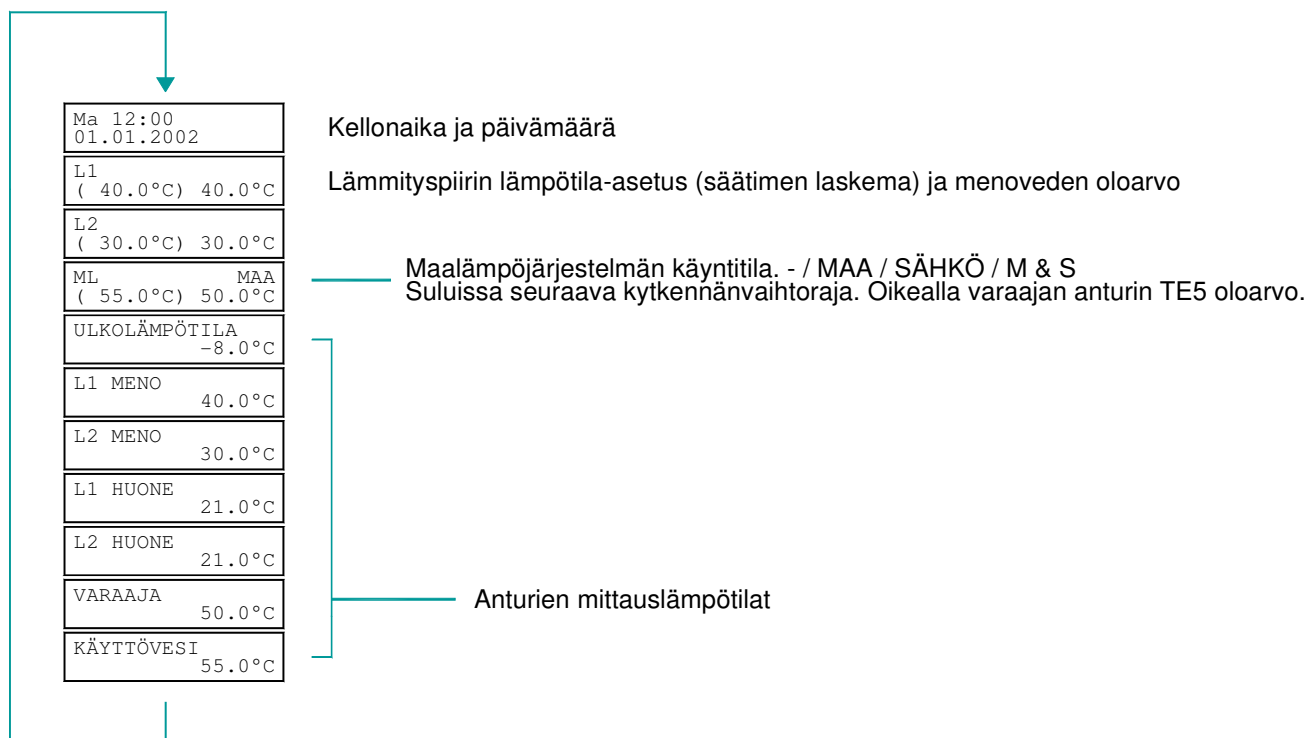 Ma 12:00
01.01.2002
Kellonaika ja päivämäärä
L1
( 40.0°C) 40.0°C
Lämmityspiirin lämpötila-asetus (säätimen laskema) ja menoveden oloarvo
L2
( 30.0°C) 30.0°C
ML MAA
( 55.0°C) 50.0°C
Maalämpöjärjestelmän käyntitila. - / MAA / SÄHKÖ / M & S
Suluissa seuraava kytkennänvaihtoraja. Oikealla varaajan anturin TE5 oloarvo.
ULKOLÄMPÖTILA
-8.0°C
L1 MENO
40.0°C
L2 MENO
30.0°C
L1 HUONE
21.0°C
L2 HUONE
21.0°C
VARAAJA
50.0°C
Anturien mittauslämpötilat
KÄYTTÖVESI
55.0°C